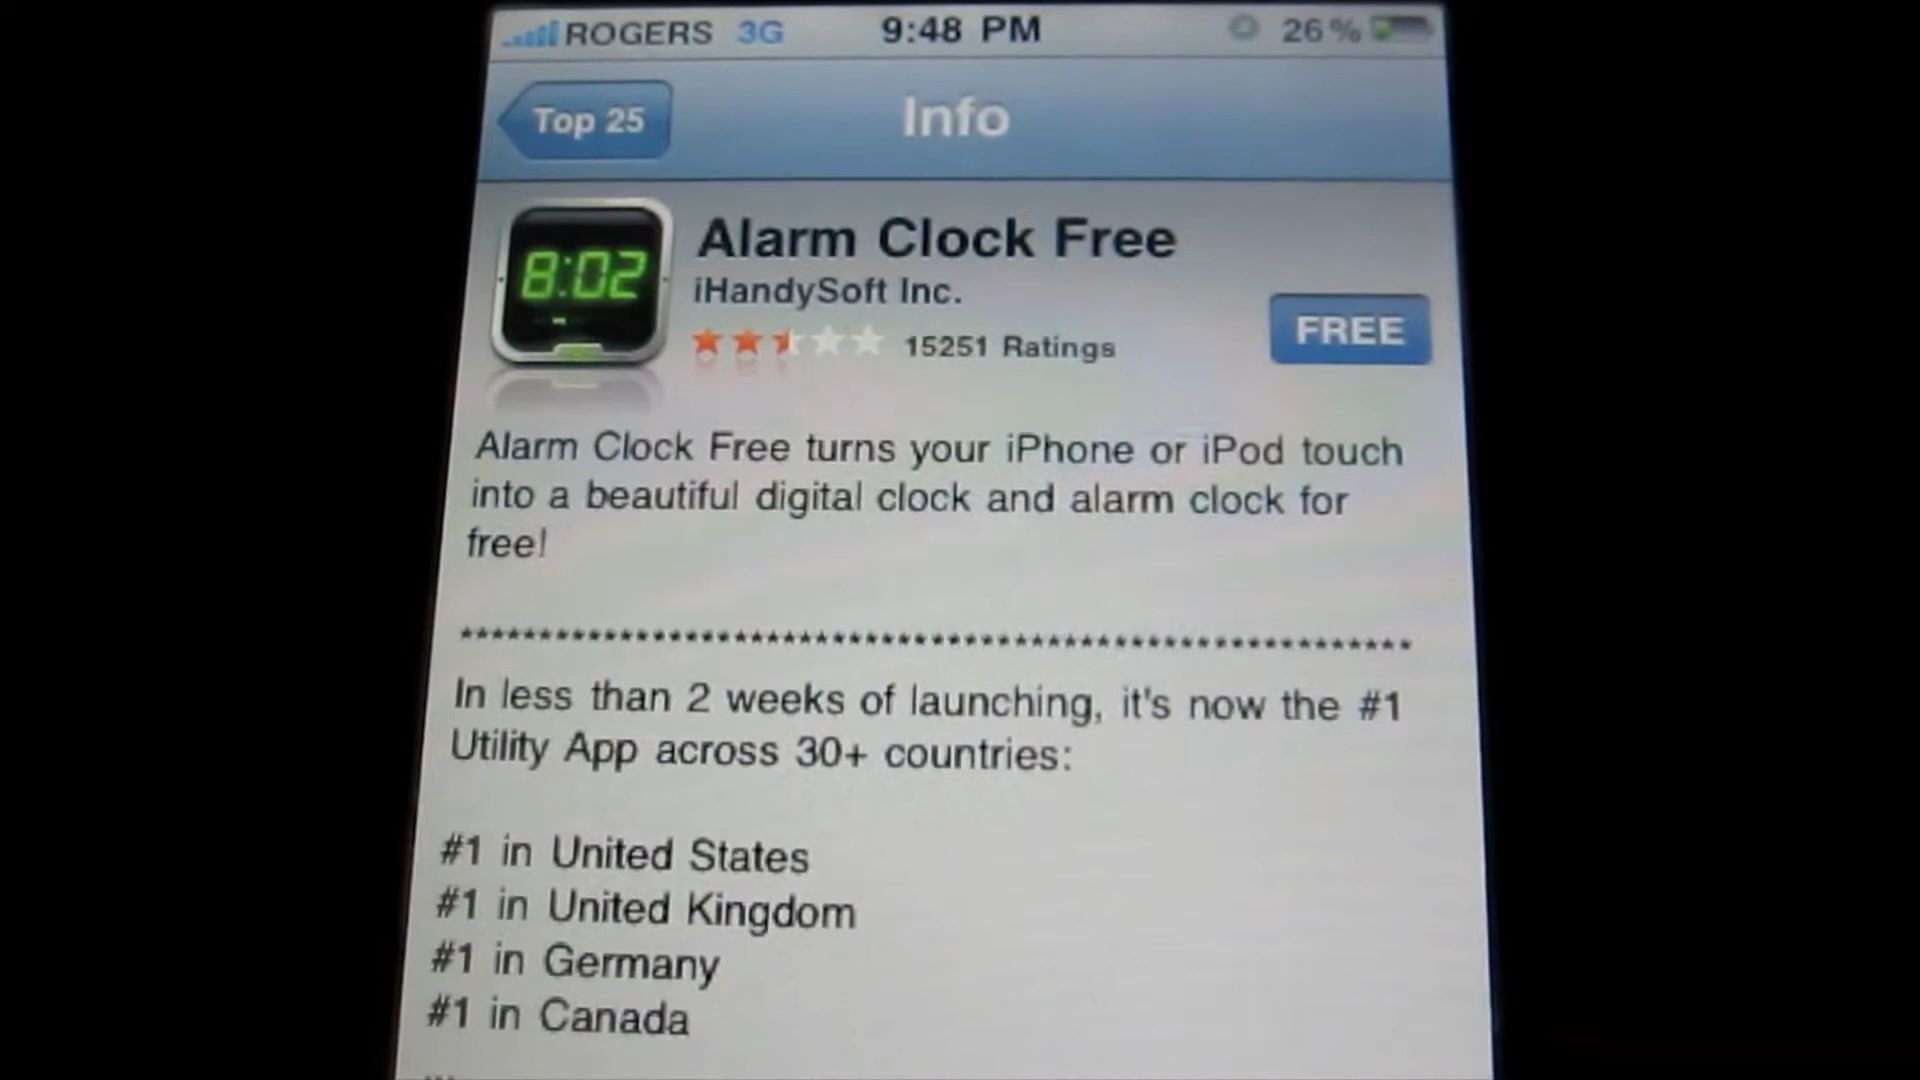 ROGERS 3G 9:48 PM 26%
Top 25 Info
8:02
Alarm Clock Free
iHandySoft Inc.
15251 Ratings
FREE
Alarm Clock Free turns your iPhone or iPod touch
into a beautiful digital clock and alarm clock for
free!
***********************************************************************
In less than 2 weeks of launching, it's now the #1
Utility App across 30+ countries:
#1 in United States
#1 in United Kingdom
#1 in Germany
#1 in Canada
...